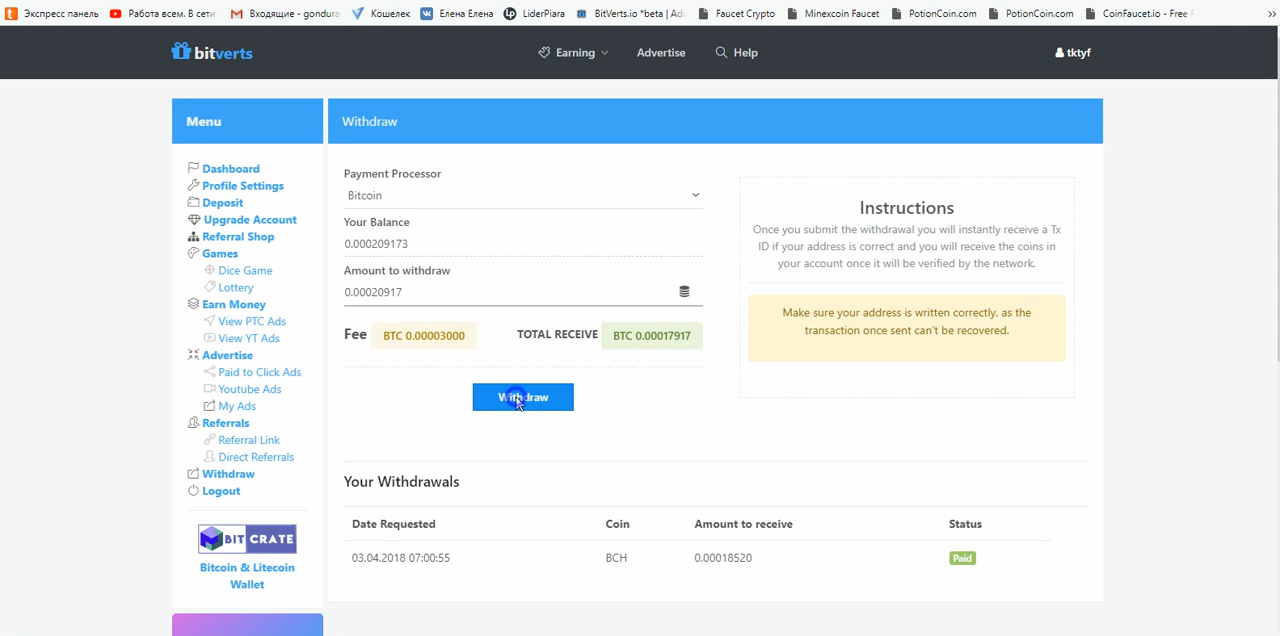 Экспресс панель Работа всем. В сети Входящие - gondura Кошелек Елена Елена LiderPiara BitVerts.io *beta | Adv Faucet Crypto Minexcoin Faucet PotionCoin.com PotionCoin.com CoinFaucet.io - Free »
bitverts Earning Advertise Help tktyf
Menu
Dashboard
Profile Settings
Deposit
Upgrade Account
Referral Shop
Games
Dice Game
Lottery
Earn Money
View PTC Ads
View YT Ads
Advertise
Paid to Click Ads
Youtube Ads
My Ads
Referrals
Referral Link
Direct Referrals
Withdraw
Logout
BIT CRATE
Bitcoin & Litecoin
Wallet
Withdraw
Payment Processor
Bitcoin
Your Balance
0.000209173
Amount to withdraw
0.00020917
Fee BTC 0.00003000 TOTAL RECEIVE BTC 0.00017917
Withdraw
Instructions
Once you submit the withdrawal you will instantly receive a Tx
ID if your address is correct and you will receive the coins in
your account once it will be verified by the network.
Make sure your address is written correctly, as the
transaction once sent can't be recovered.
Your Withdrawals
Date Requested Coin Amount to receive Status
03.04.2018 07:00:55 BCH 0.00018520 Paid